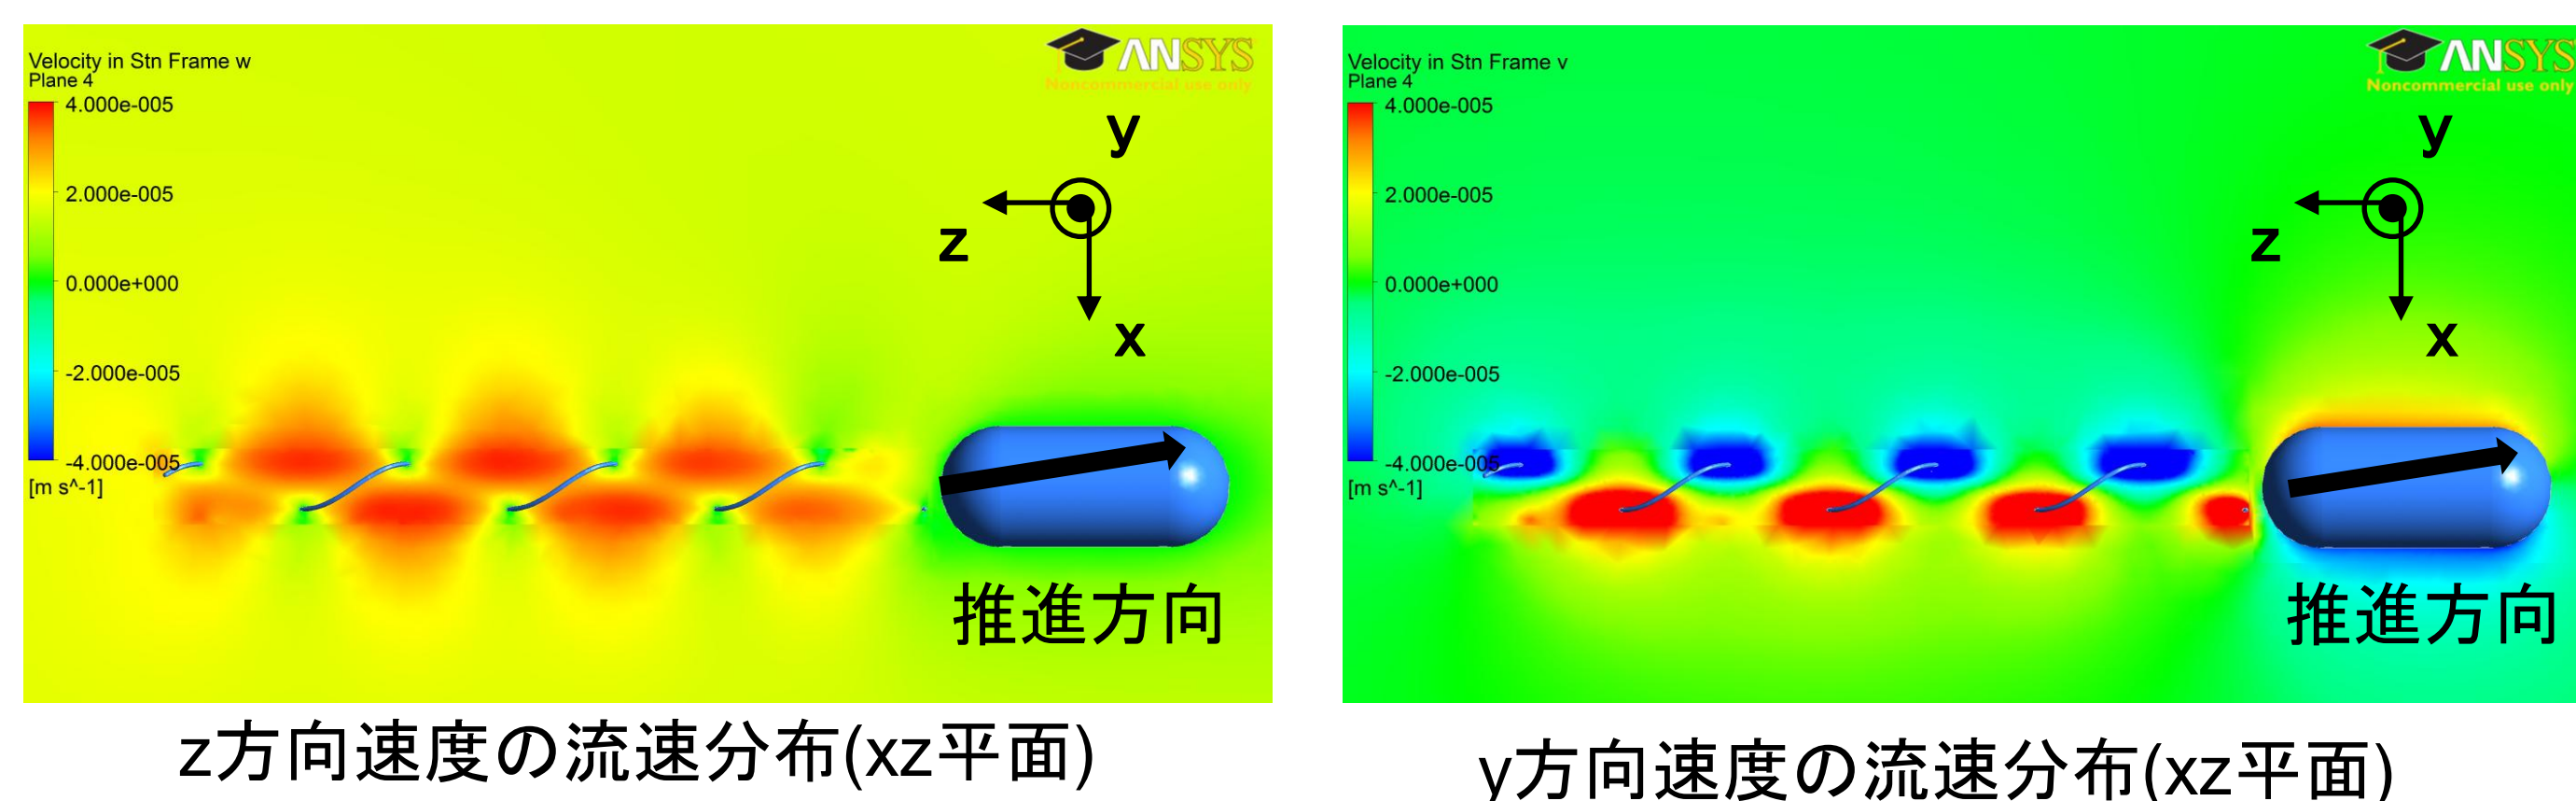 Velocity in Stn Frame w
Plane 4
4.000e-005
2.000e-005
0.000e+000
-2.000e-005
-4.000e-005
[m s^-1]
ANSYS
Noncommercial use only
y
z
x
推進方向
z方向速度の流速分布(xz平面)
Velocity in Stn Frame v
Plane 4
4.000e-005
2.000e-005
0.000e+000
-2.000e-005
-4.000e-005
[m s^-1]
ANSYS
Noncommercial use only
y
z
x
推進方向
y方向速度の流速分布(xz平面)